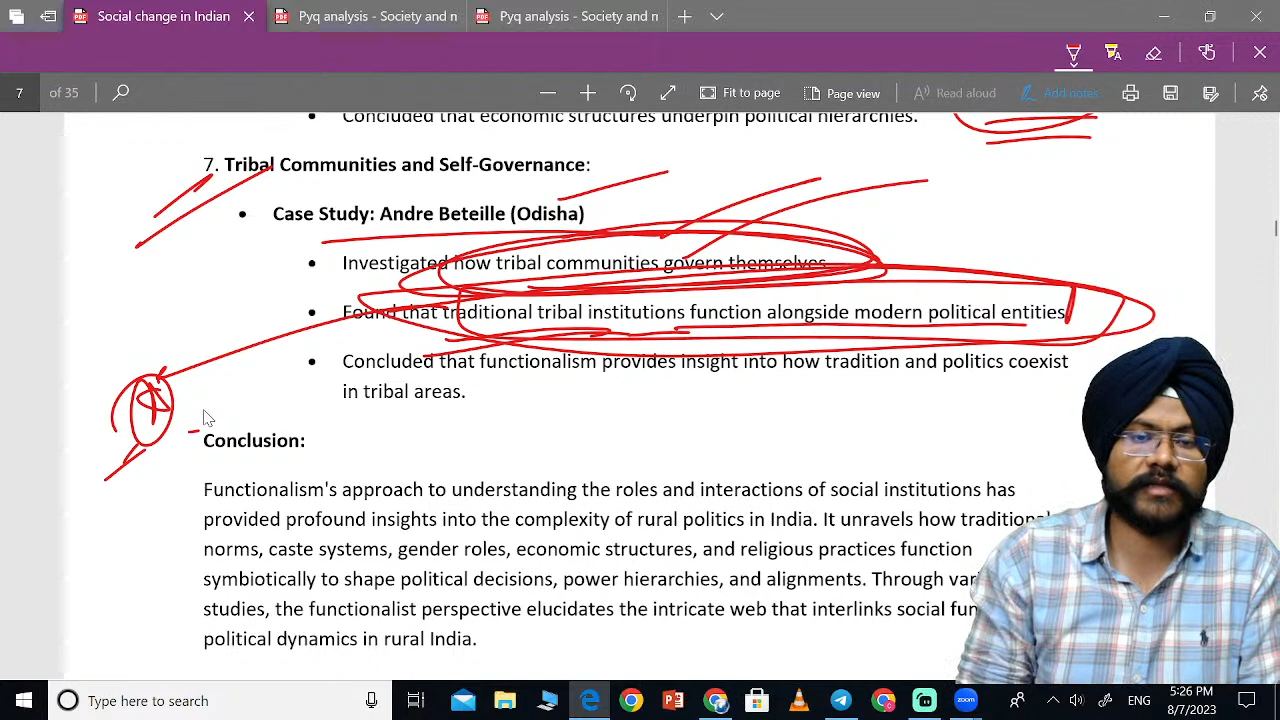 Social change in Indian
Pyq analysis - Society and n
Pyq analysis - Society and n
7 of 35
Fit to page
Page view
Read aloud
Add notes
Concluded that economic structures underpin political hierarchies.
7. Tribal Communities and Self-Governance:
• Case Study: Andre Beteille (Odisha)
• Investigated how tribal communities govern themselves.
• Found that traditional tribal institutions function alongside modern political entities
• Concluded that functionalism provides insight into how tradition and politics coexist
in tribal areas.
Conclusion:
Functionalism's approach to understanding the roles and interactions of social institutions has
provided profound insights into the complexity of rural politics in India. It unravels how traditional
norms, caste systems, gender roles, economic structures, and religious practices function
symbiotically to shape political decisions, power hierarchies, and alignments. Through
studies, the functionalist perspective elucidates the intricate web that interlinks social
political dynamics in rural India.
Type here to search
ENG
5:26 PM
8/7/2023